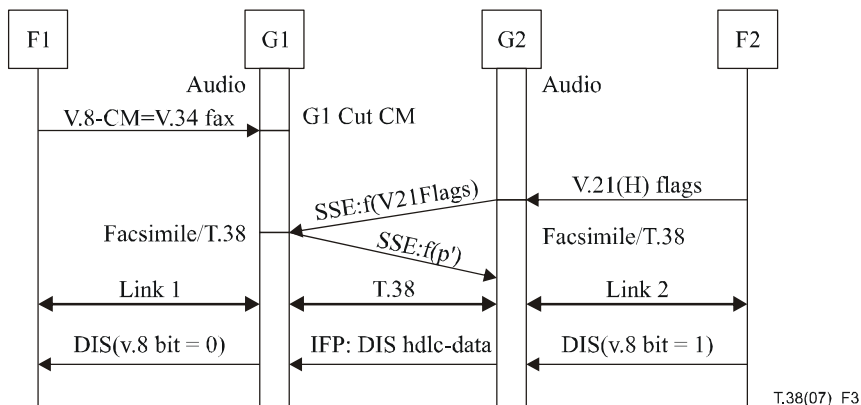 F1
G1
G2
F2
Audio
Audio
V.8-CM=V.34 fax
G1 Cut CM
V.21(H) flags
SSE:f(V21Flags)
Facsimile/T.38
SSE:f(p')
Facsimile/T.38
Link 1
T.38
Link 2
DIS(v.8 bit = 0)
IFP: DIS hdlc-data
DIS(v.8 bit = 1)
T.38(07)_F3